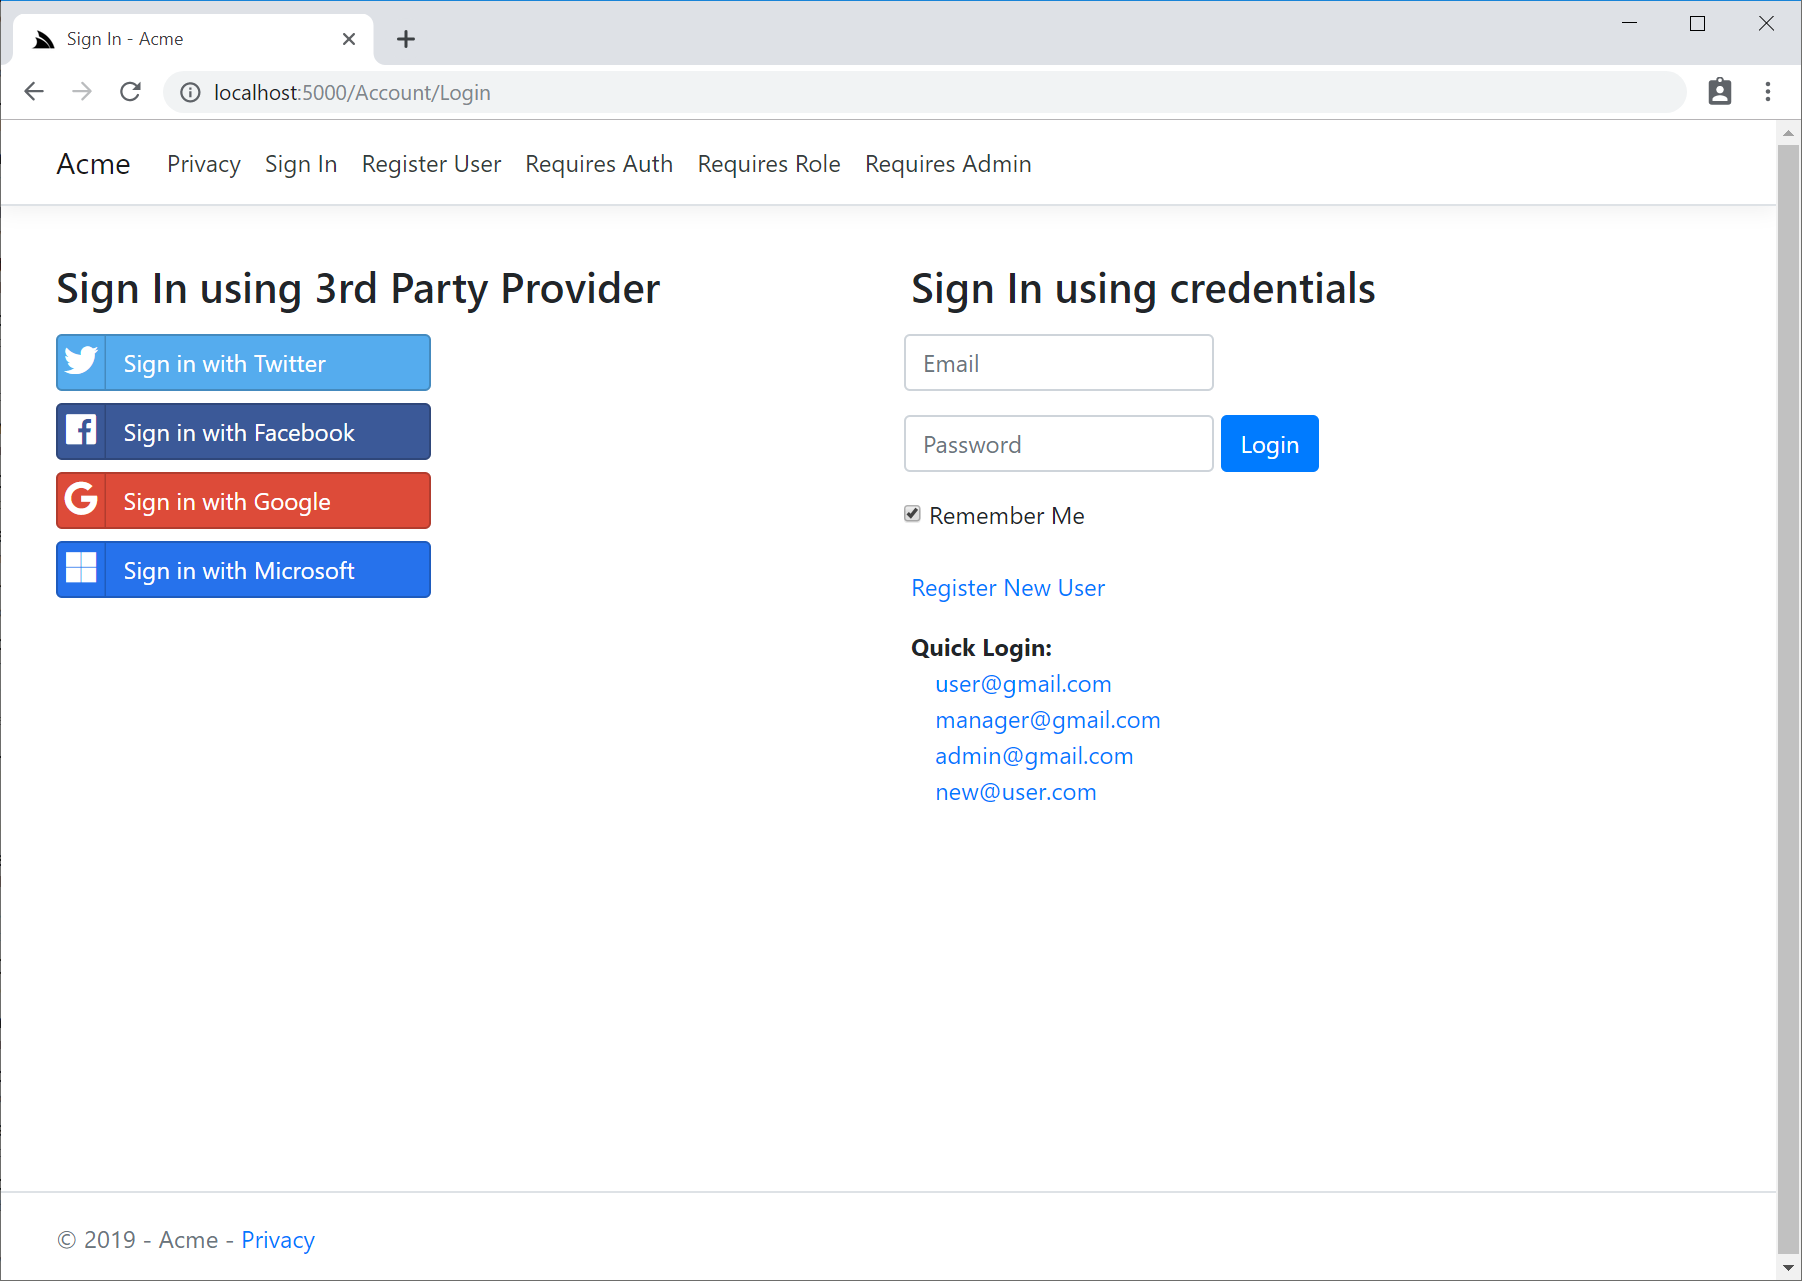 Sign In - Acme
localhost:5000/Account/Login
Acme Privacy Sign In Register User Requires Auth Requires Role Requires Admin
Sign In using 3rd Party Provider
Sign in with Twitter
Sign in with Facebook
Sign in with Google
Sign in with Microsoft
Sign In using credentials
Email
Password Login
Remember Me
Register New User
Quick Login:
user@gmail.com
manager@gmail.com
admin@gmail.com
new@user.com
© 2019 - Acme - Privacy